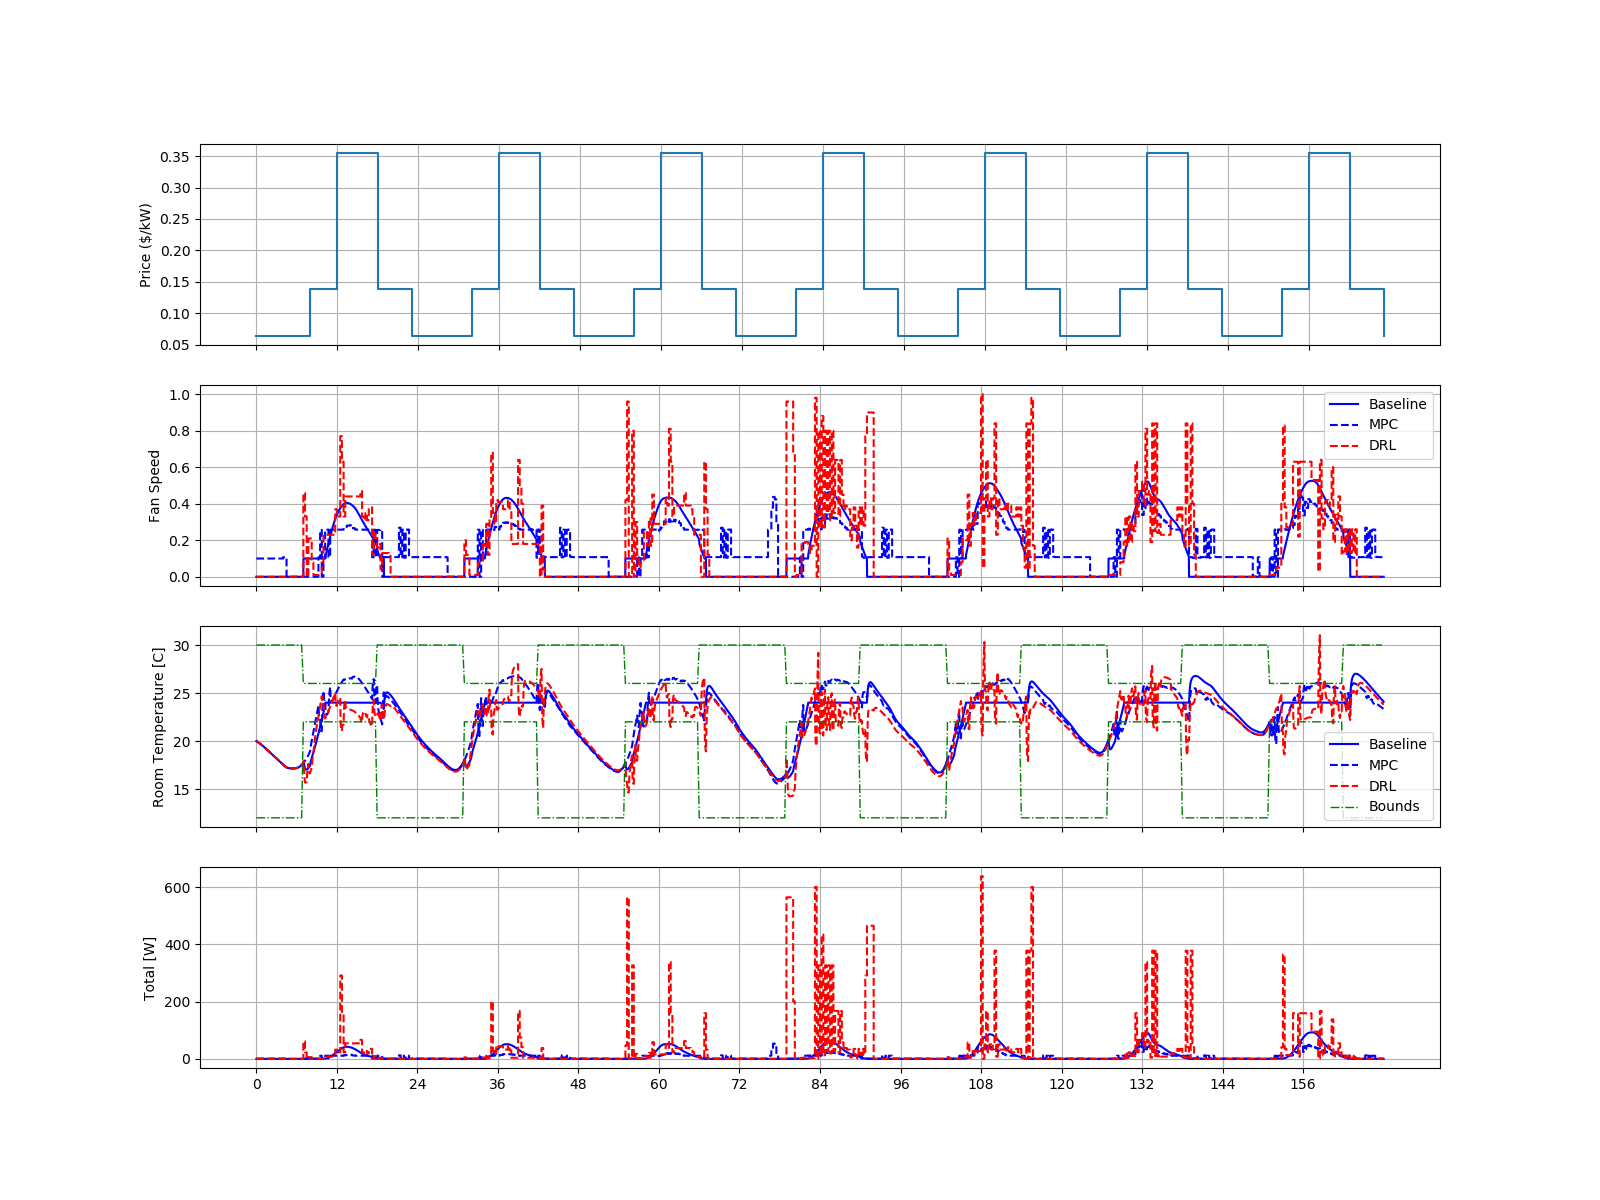 Price ($/kW)
0.35
0.30
0.25
0.20
0.15
0.10
0.05
Fan Speed
1.0
0.8
0.6
0.4
0.2
0.0
Baseline
MPC
DRL
Room Temperature [C]
30
25
20
15
Baseline
MPC
DRL
Bounds
Total [W]
600
400
200
0
0 12 24 36 48 60 72 84 96 108 120 132 144 156